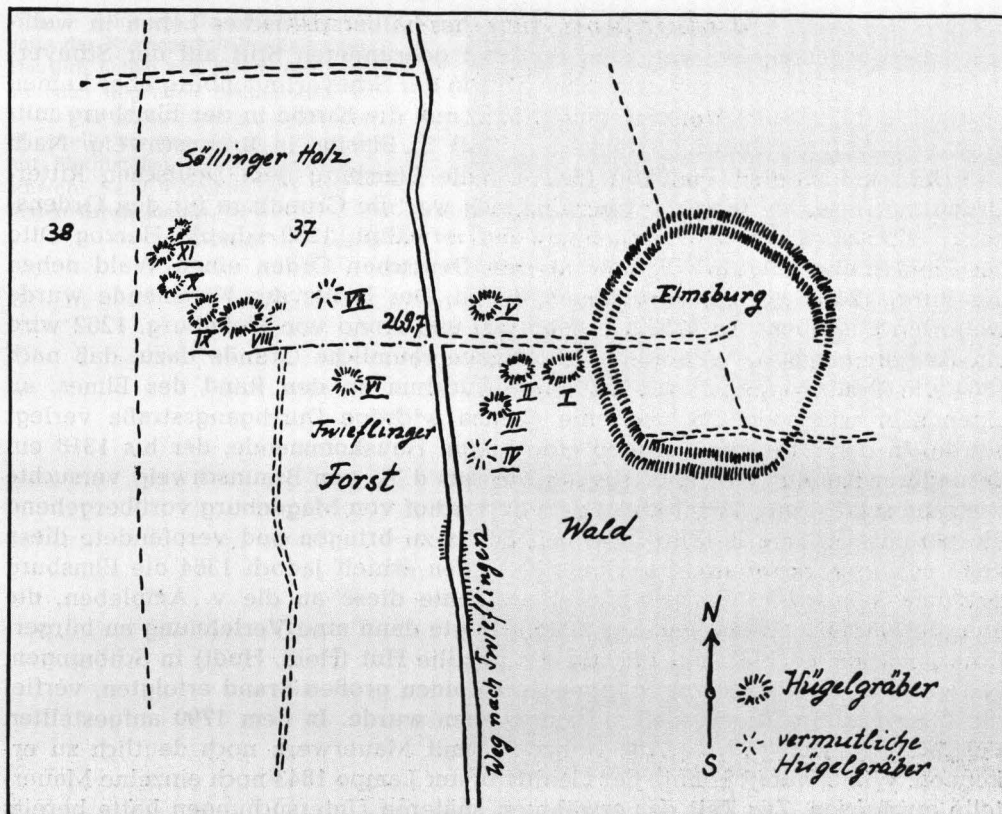 Söllinger Holz
38
37
XI
X
IX
VIII
VII
269.7
V
Elmsburg
VI
II
I
III
IV
Twieflinger
Forst
Wald
Weg nach Twieflingen
N
S
Hügelgräber
vermutliche
Hügelgräber